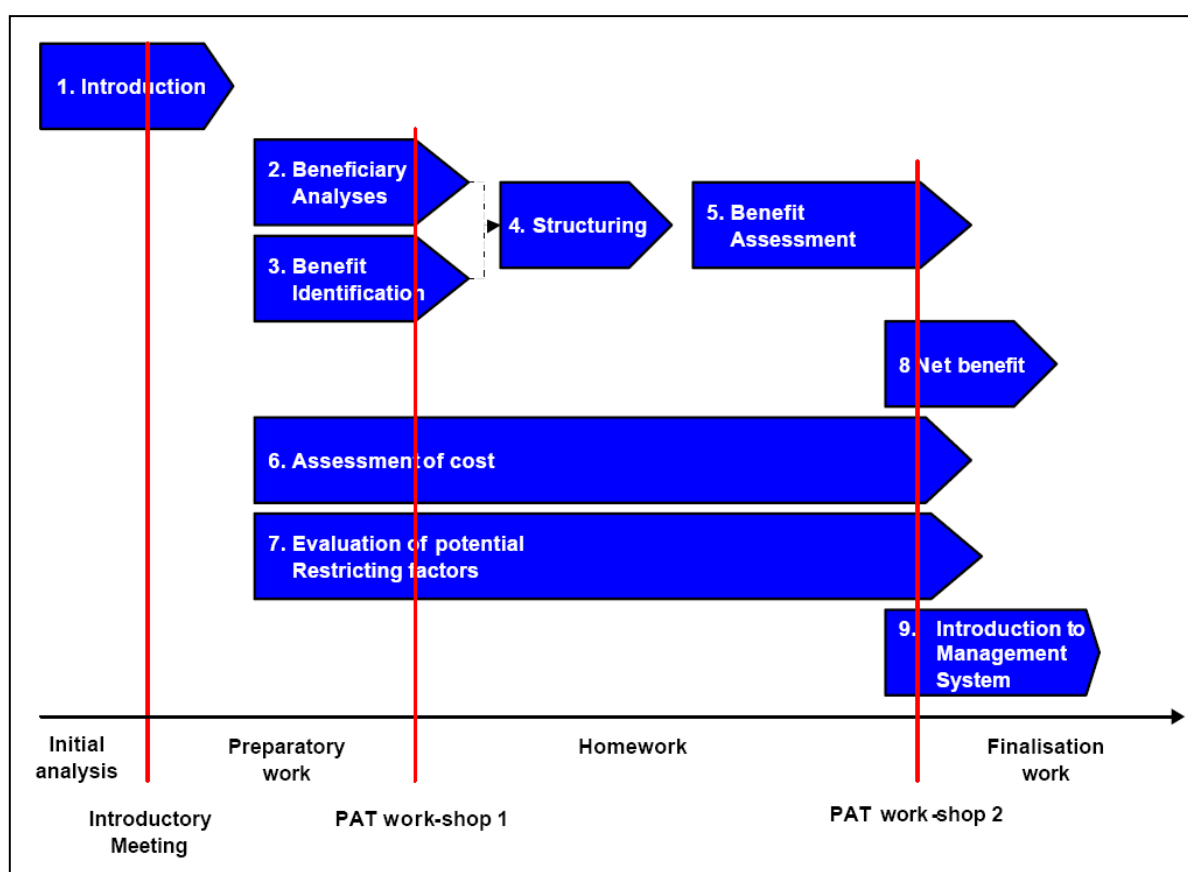 1. Introduction
2. Beneficiary
Analyses
3. Benefit
Identification
4. Structuring
5. Benefit
Assessment
8 Net benefit
6. Assessment of cost
7. Evaluation of potential
Restricting factors
9. Introduction to
Management
System
Initial
analysis
Preparatory
work
Homework
Finalisation
work
Introductory
Meeting
PAT work-shop 1
PAT work-shop 2